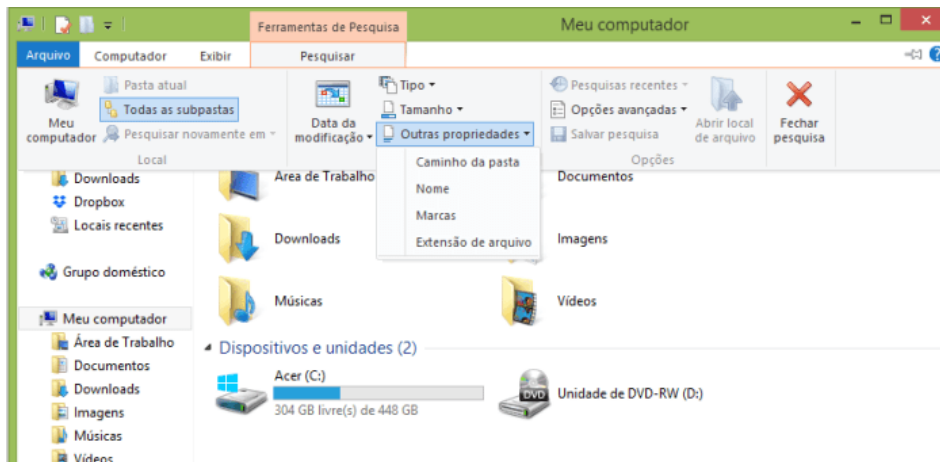 Ferramentas de Pesquisa
Meu computador
Arquivo
Computador
Exibir
Pesquisar
Meu computador
Pasta atual
Todas as subpastas
Pesquisar novamente em
Local
Data da modificação
Tipo
Tamanho
Outras propriedades
Caminho da pasta
Nome
Marcas
Extensão de arquivo
Pesquisas recentes
Opções avançadas
Salvar pesquisa
Abrir local de arquivo
Opções
Fechar pesquisa
Downloads
Dropbox
Locais recentes
Grupo doméstico
Meu computador
Área de Trabalho
Documentos
Downloads
Imagens
Músicas
Vídeos
Área de Trabalho
Documentos
Downloads
Imagens
Músicas
Vídeos
Dispositivos e unidades (2)
Acer (C:)
304 GB livre(s) de 448 GB
DVD
Unidade de DVD-RW (D:)